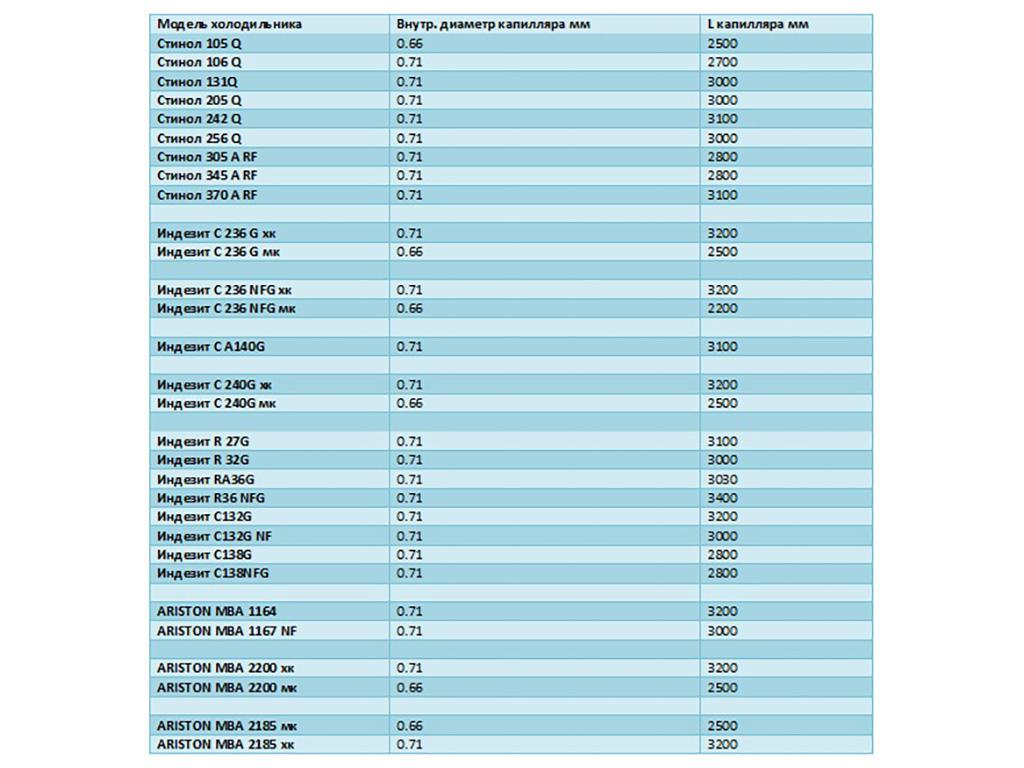 Модель холодильника Внутр. диаметр капилляра мм L капилляра мм
Стинол 105 Q 0.66 2500
Стинол 106 Q 0.71 2700
Стинол 131Q 0.71 3000
Стинол 205 Q 0.71 3000
Стинол 242 Q 0.71 3100
Стинол 256 Q 0.71 3000
Стинол 305 A RF 0.71 2800
Стинол 345 A RF 0.71 2800
Стинол 370 A RF 0.71 3100
Индезит С 236 G хк 0.71 3200
Индезит С 236 G мк 0.66 2500
Индезит С 236 NFG хк 0.71 3200
Индезит С 236 NFG мк 0.66 2200
Индезит С A140G 0.71 3100
Индезит С 240G хк 0.71 3200
Индезит С 240G мк 0.66 2500
Индезит R 27G 0.71 3100
Индезит R 32G 0.71 3000
Индезит RA36G 0.71 3030
Индезит R36 NFG 0.71 3400
Индезит C132G 0.71 3200
Индезит C132G NF 0.71 3000
Индезит C138G 0.71 2800
Индезит C138NFG 0.71 2800
ARISTON MBA 1164 0.71 3200
ARISTON MBA 1167 NF 0.71 3000
ARISTON MBA 2200 хк 0.71 3200
ARISTON MBA 2200 мк 0.66 2500
ARISTON MBA 2185 мк 0.66 2500
ARISTON MBA 2185 хк 0.71 3200